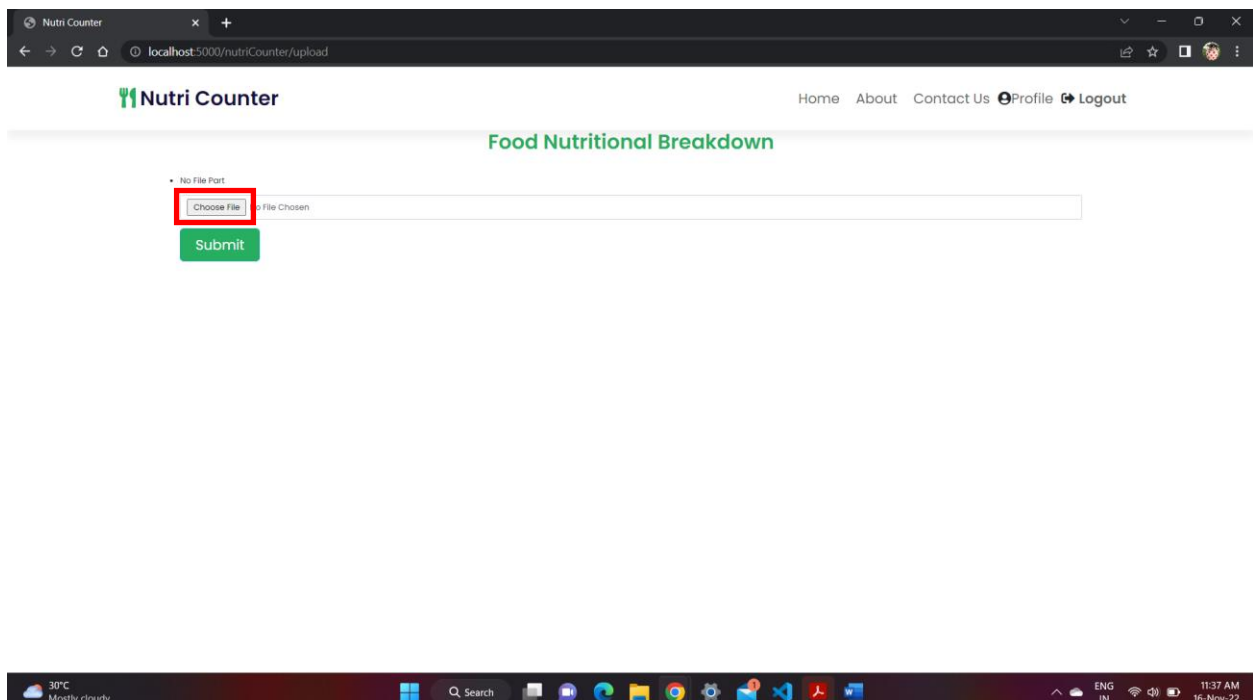 Nutri Counter
localhost:5000/nutriCounter/upload
Nutri Counter
Home About Contact Us Profile Logout
Food Nutritional Breakdown
• No File Part
Choose File o File Chosen
Submit
30°C
Mostly cloudy
Search
1
ENG
IN
11:37 AM
16-Nov-22